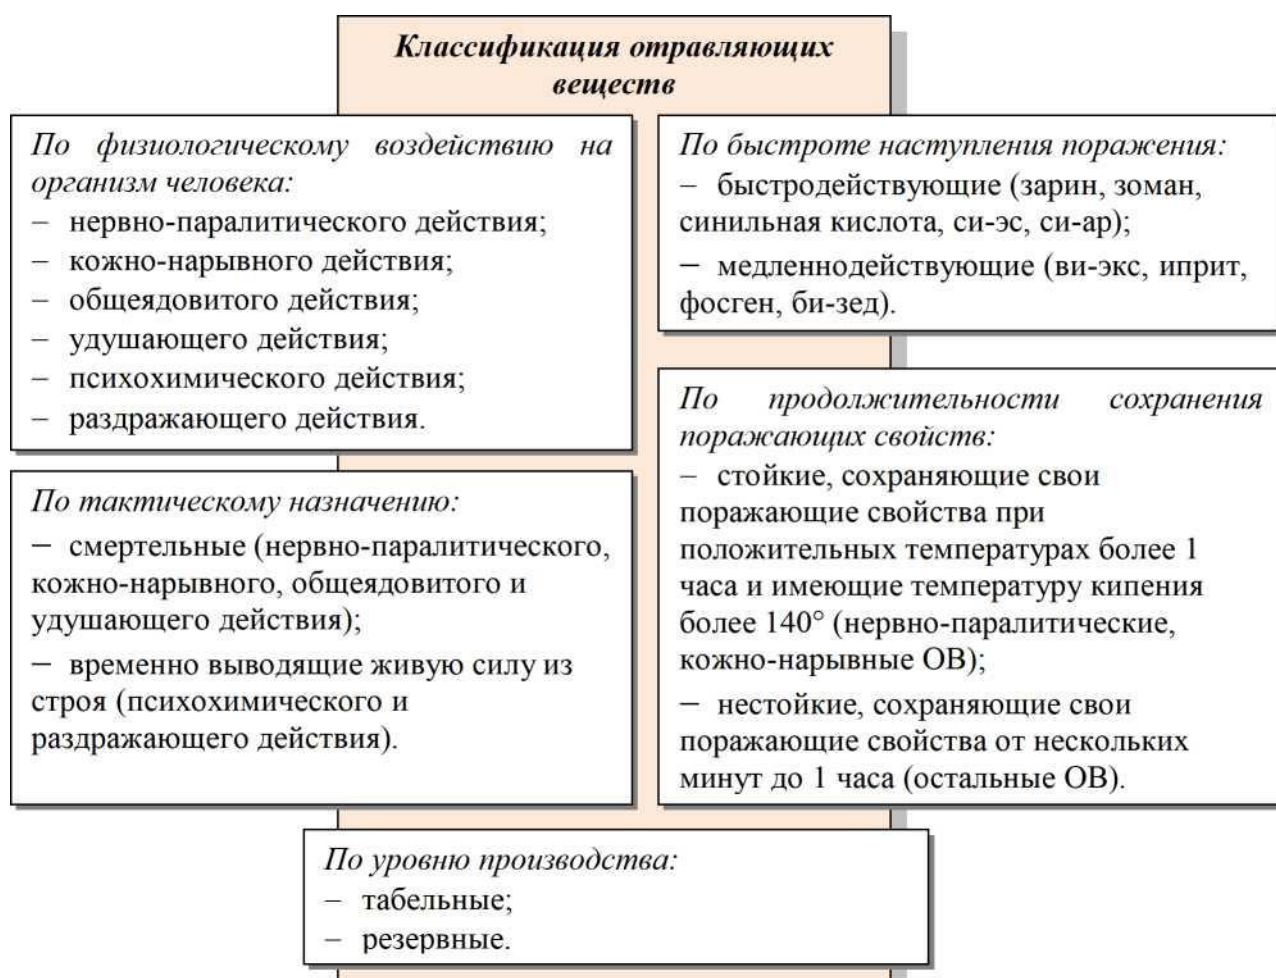 Классификация отравляющих
веществ
По физиологическому воздействию на
организм человека:
– нервно-паралитического действия;
– кожно-нарывного действия;
– общеядовитого действия;
– удушающего действия;
– психохимического действия;
– раздражающего действия.
По тактическому назначению:
– смертельные (нервно-паралитического,
кожно-нарывного, общеядовитого и
удушающего действия);
– временно выводящие живую силу из
строя (психохимического и
раздражающего действия).
По быстроте наступления поражения:
– быстродействующие (зарин, зоман,
синильная кислота, си-эс, си-ар);
– медленнодействующие (ви-экс, иприт,
фосген, би-зед).
По продолжительности сохранения
поражающих свойств:
– стойкие, сохраняющие свои
поражающие свойства при
положительных температурах более 1
часа и имеющие температуру кипения
более 140° (нервно-паралитические,
кожно-нарывные ОВ);
– нестойкие, сохраняющие свои
поражающие свойства от нескольких
минут до 1 часа (остальные ОВ).
По уровню производства:
– табельные;
– резервные.